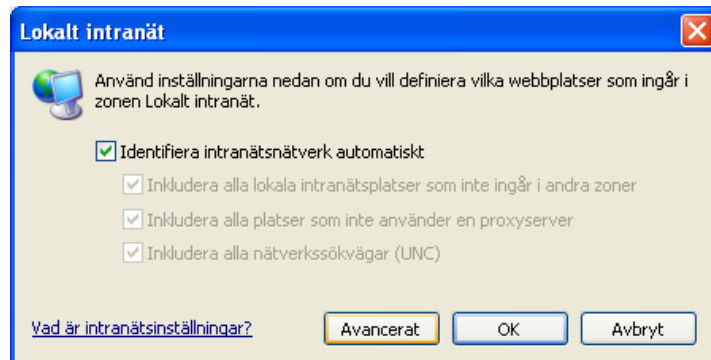 Lokalt intranät
Använd inställningarna nedan om du vill definiera vilka webbplatser som ingår i
zonen Lokalt intranät.
Identifiera intranätsnätverk automatiskt
Inkludera alla lokala intranätsplatser som inte ingår i andra zoner
Inkludera alla platser som inte använder en proxyserver
Inkludera alla nätverkssökvägar (UNC)
Vad är intranätsinställningar? Avancerat OK Avbryt